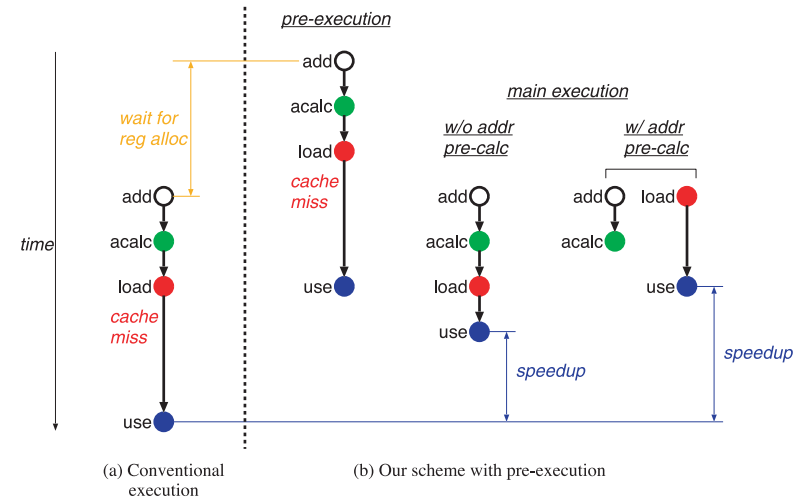 pre-execution
add
acalc
load
cache
miss
use
wait for
reg alloc
time
add
acalc
load
cache
miss
use
main execution
w/o addr
pre-calc
w/ addr
pre-calc
add
acalc
load
use
speedup
add
load
acalc
use
speedup
(a) Conventional
execution
(b) Our scheme with pre-execution